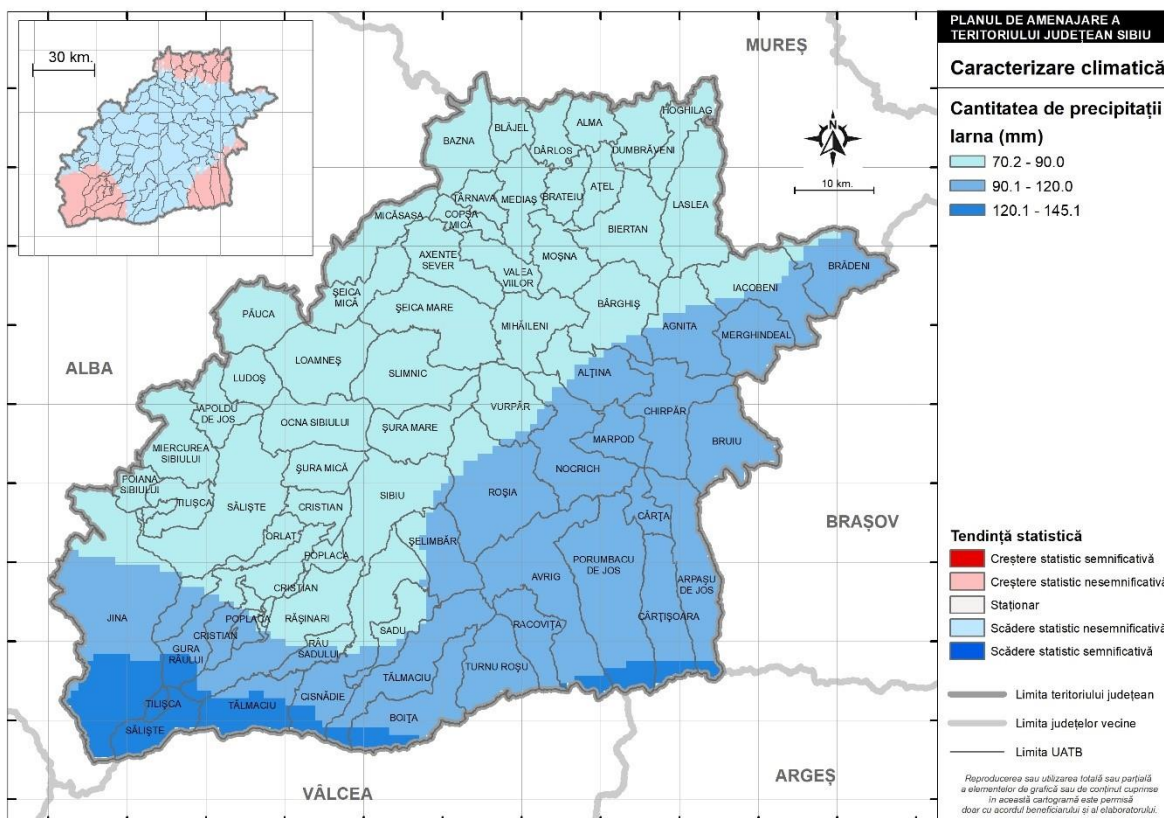 PLANUL DE AMENAJARE A
TERITORIULUI JUDEȚEAN SIBIU
Caracterizare climatică
Cantitatea de precipitații
Iarna (mm)
70.2 - 90.0
90.1 - 120.0
120.1 - 145.1
30 km.
10 km.
MUREȘ
ALBA
BRAȘOV
ARGEȘ
VÂLCEA
HOGHILAG
BLĂJEL
ALMA
BAZNA
DÂRLOS
DUMBRĂVENI
TÂRNAVA
MEDIAȘ
BRATEIU
AȚEL
LASLEA
MICĂSASA
COPȘA
MICĂ
BIERTAN
AXENTE
SEVER
MOȘNA
VALEA
VIILOR
BRĂDENI
ȘEICA
MICĂ
IACOBENI
PĂUCA
ȘEICA MARE
BÂRGHIȘ
MIHĂILENI
AGNITA
MERGHINDEAL
LOAMNEȘ
LUDOȘ
SLIMNIC
ALȚINA
APOLDU
DE JOS
VURPĂR
CHIRPĂR
OCNA SIBIULUI
ȘURA MARE
MARPOD
BRUIU
MIERCUREA
SIBIULUI
ȘURA MICĂ
NOCRICH
POIANA
SIBIULUI
TILIȘCA
SĂLIȘTE
CRISTIAN
SIBIU
ROȘIA
CÂRȚA
ORLAT
POPLACA
ȘELIMBĂR
PORUMBACU
DE JOS
AVRIG
ARPAȘU
DE JOS
CRISTIAN
JINA
POPLACA
RĂȘINARI
RACOVIȚA
CÂRȚIȘOARA
CRISTIAN
SADU
GURA
RÂULUI
RÂU
SADULUI
TĂLMACIU
TURNU ROȘU
CISNĂDIE
TILIȘCA
TĂLMACIU
BOIȚA
SĂLIȘTE
Tendință statistică
Creștere statistic semnificativă
Creștere statistic nesemnificativă
Staționar
Scădere statistic nesemnificativă
Scădere statistic semnificativă
Limita teritoriului județean
Limita județelor vecine
Limita UATB
Reproducerea sau utilizarea totală sau parțială
a elementelor de grafică sau de conținut cuprinse
în această cartogramă este permisă
doar cu acordul beneficiarului și al elaboratorului.